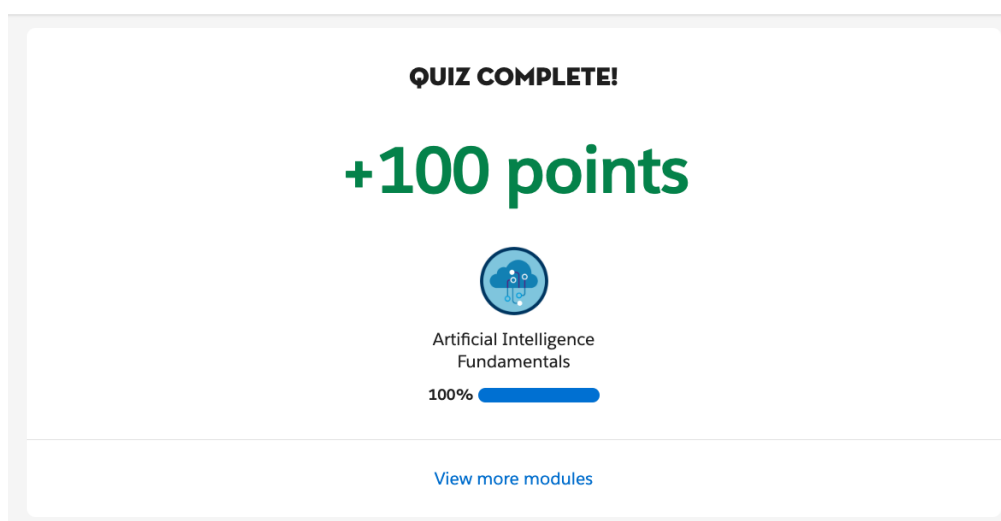 QUIZ COMPLETE!
+100 points
Artificial Intelligence
Fundamentals
100%
View more modules